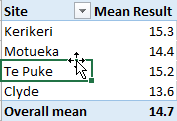 Site Mean Result
Kerikeri 15.3
Motueka 14.4
Te Puke 15.2
Clyde 13.6
Overall mean 14.7